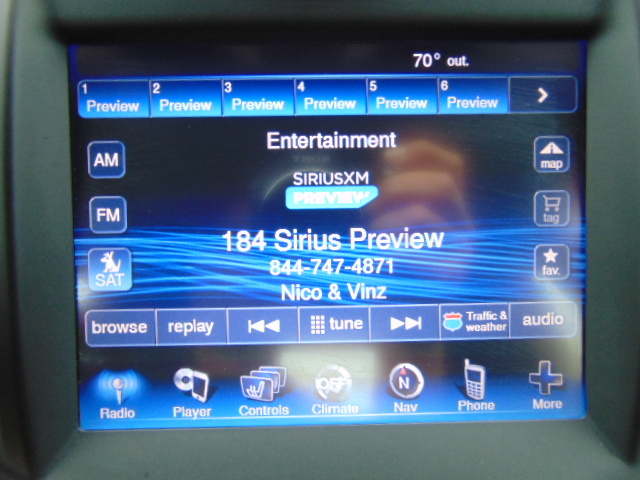 70° out.
1 Preview 2 Preview 3 Preview 4 Preview 5 Preview 6 Preview
Entertainment
AM
map
SIRIUSXM
PREVIEW
FM
tag
184 Sirius Preview
844-747-4871
SAT
fav.
Nico & Vinz
browse replay tune Traffic & weather audio
OFF N
Radio Player Controls Climate Nav Phone More